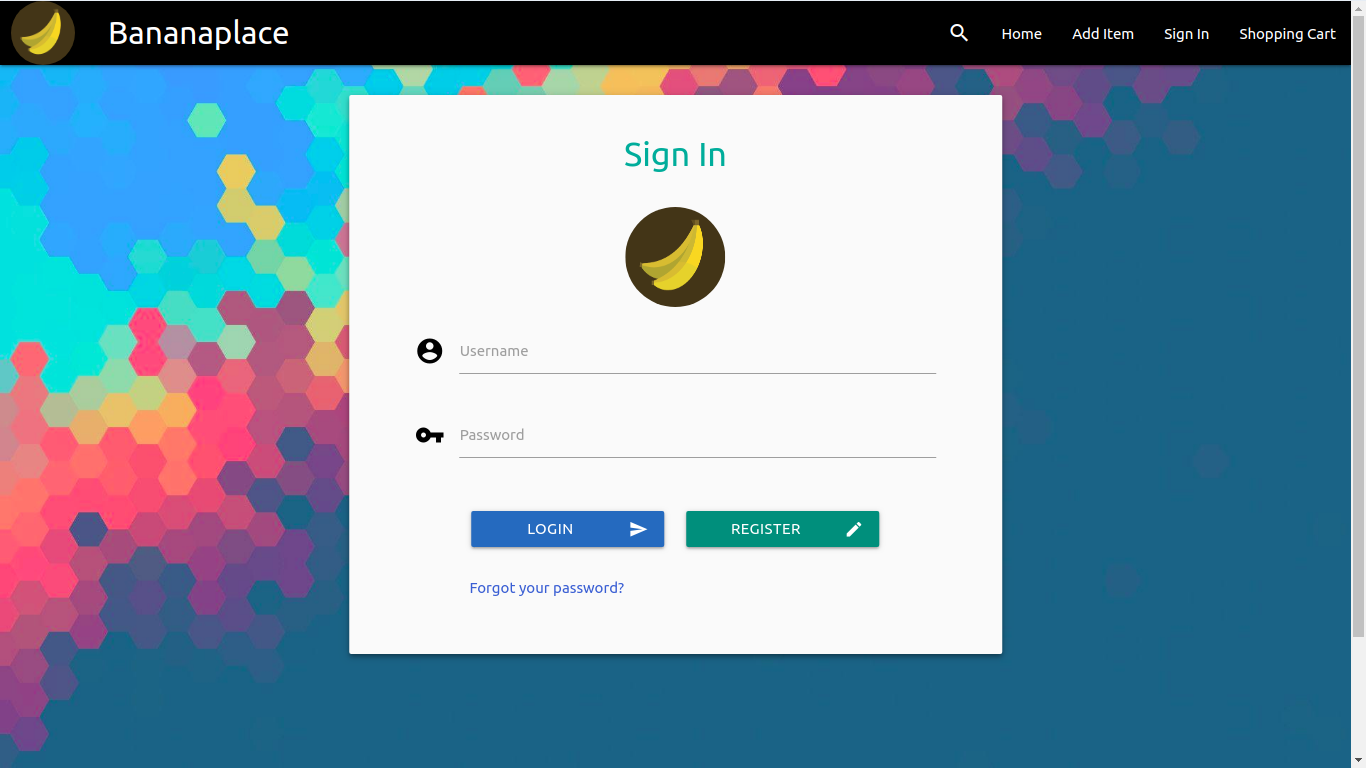 Bananaplace
Home Add Item Sign In Shopping Cart
Sign In
Username
Password
LOGIN
REGISTER
Forgot your password?